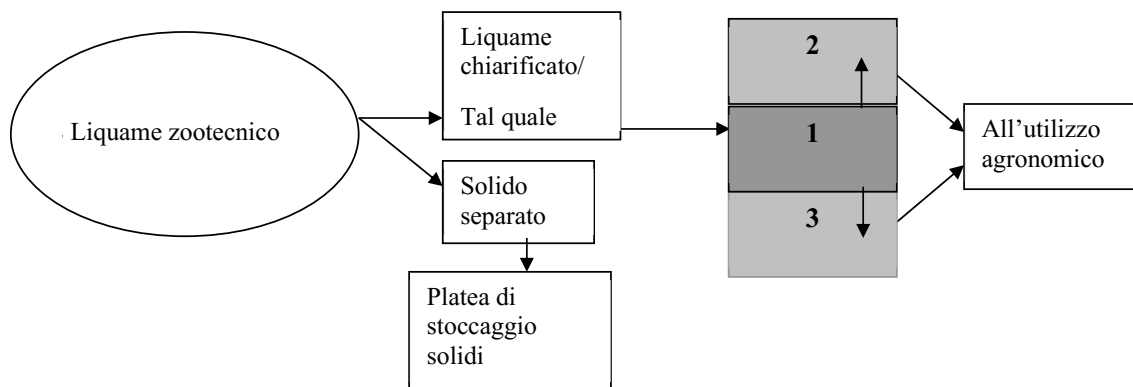 Liquame zootecnico
Liquame
chiarificato/
Tal quale
Solido
separato
Platea di
stoccaggio
solidi
2
1
3
All’utilizzo
agronomico